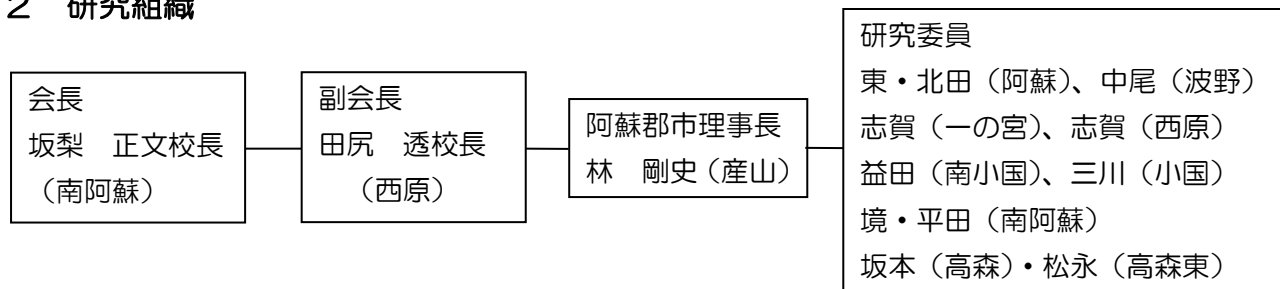 ２　研究組織
会長
坂梨　正文校長
（南阿蘇）
副会長
田尻　透校長
（西原）
阿蘇郡市理事長
林　剛史（産山）
研究委員
東・北田（阿蘇）、中尾（波野）
志賀（一の宮）、志賀（西原）
益田（南小国）、三川（小国）
境・平田（南阿蘇）
坂本（高森）・松永（高森東）